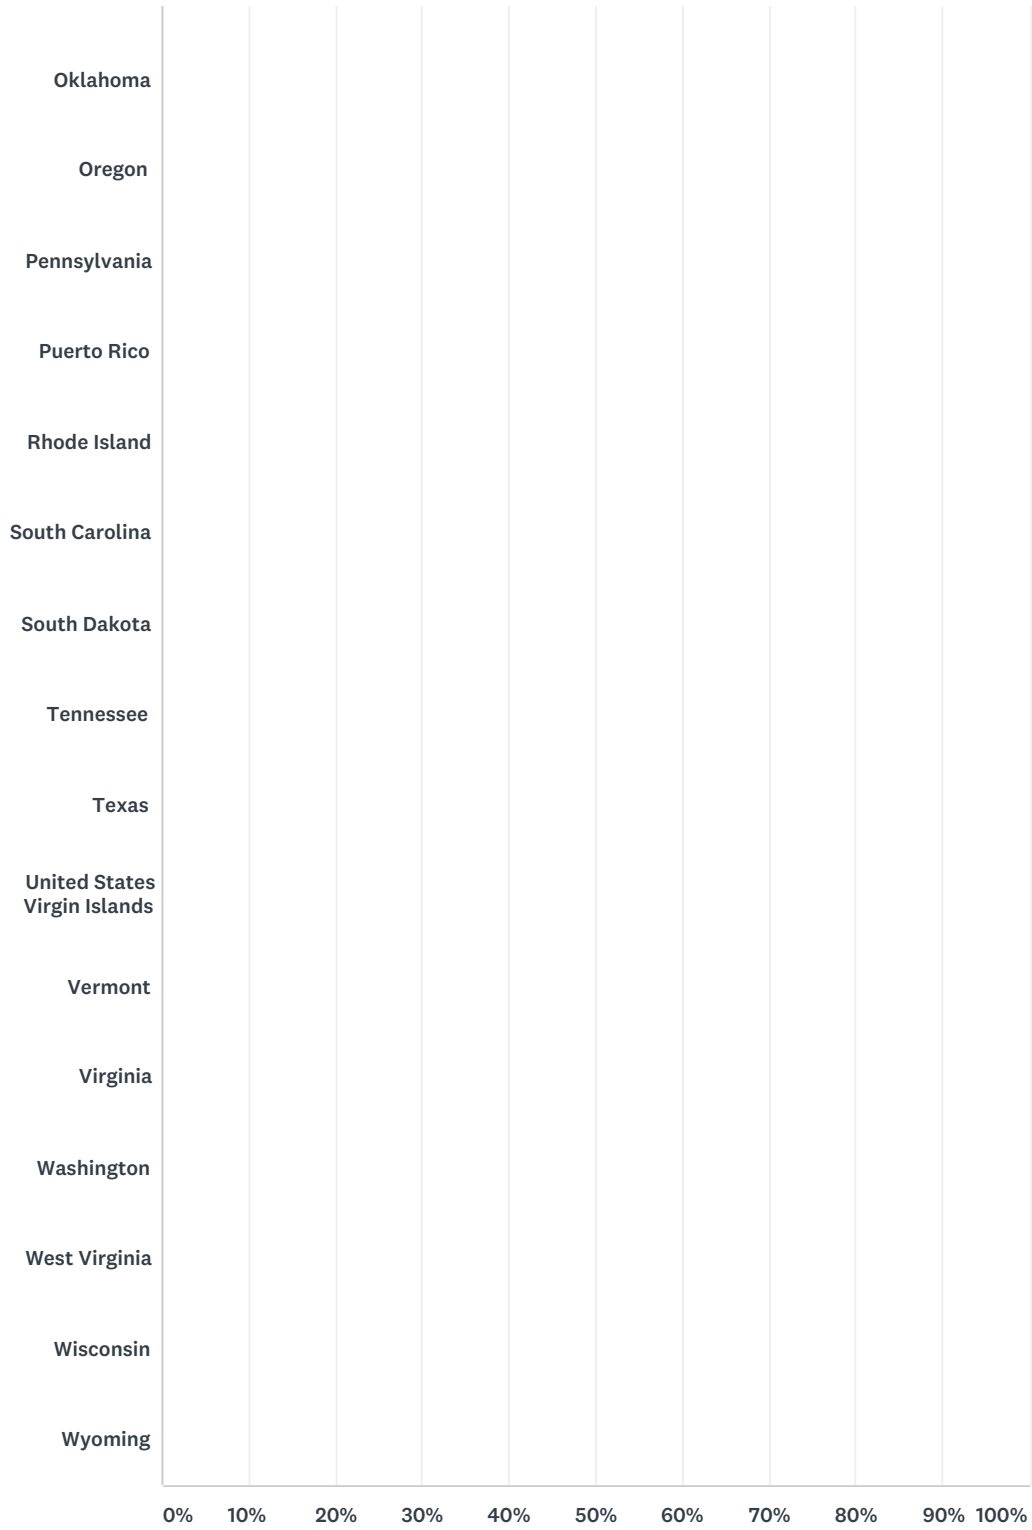 Oklahoma
Oregon
Pennsylvania
Puerto Rico
Rhode Island
South Carolina
South Dakota
Tennessee
Texas
United States
Virgin Islands
Vermont
Virginia
Washington
West Virginia
Wisconsin
Wyoming
0% 10% 20% 30% 40% 50% 60% 70% 80% 90% 100%